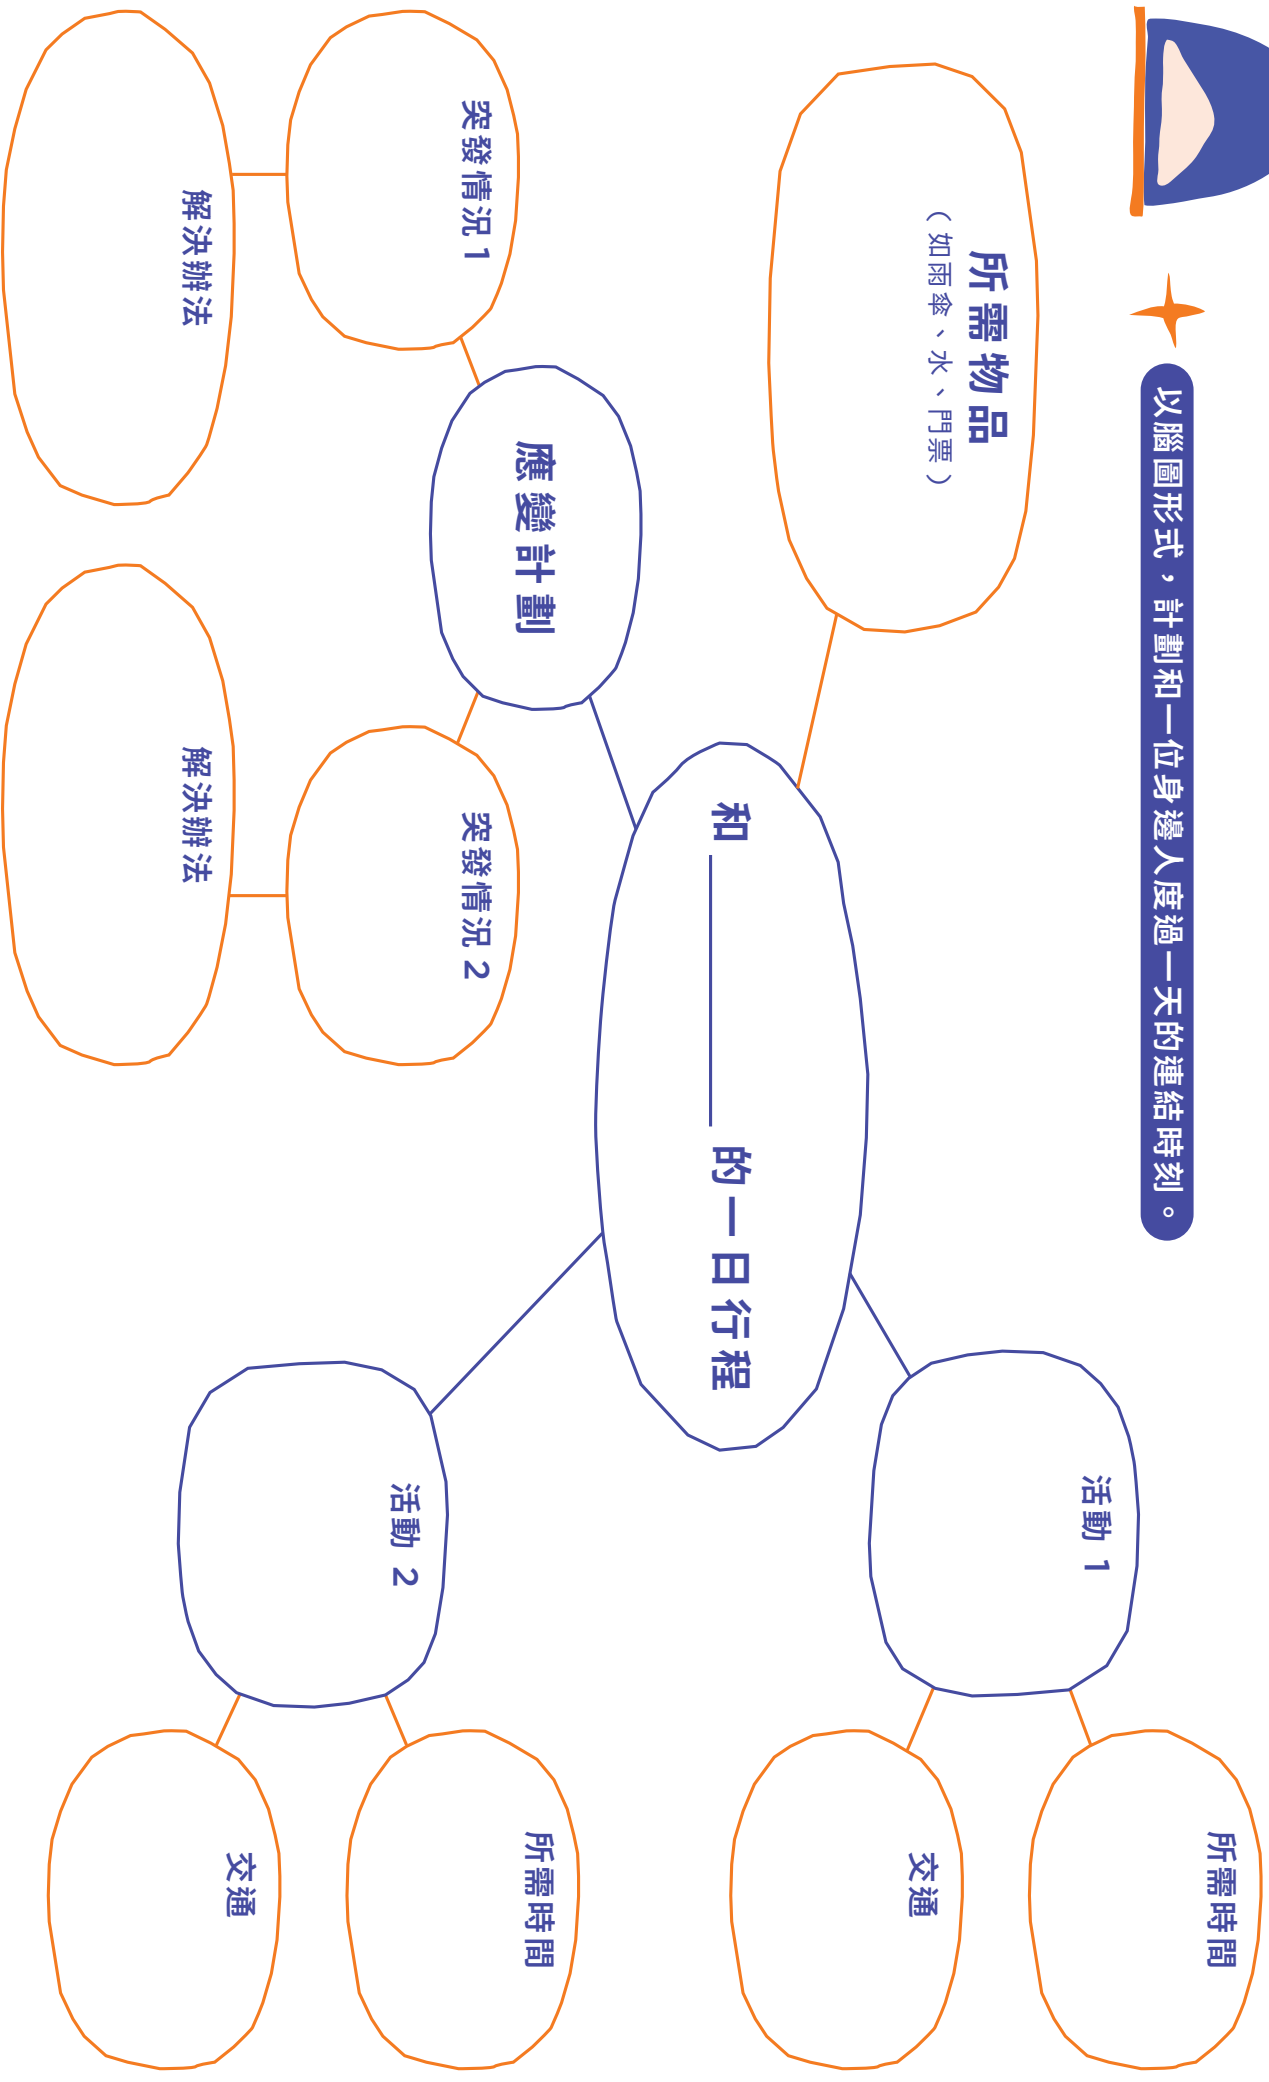 以腦圖形式，計劃和一位身邊人度過一天的連結時刻。
所需物品
（如雨傘、水、門票）
和________的一日行程
應變計劃
突發情況 1
解決辦法
突發情況 2
解決辦法
活動 1
所需時間
交通
活動 2
所需時間
交通